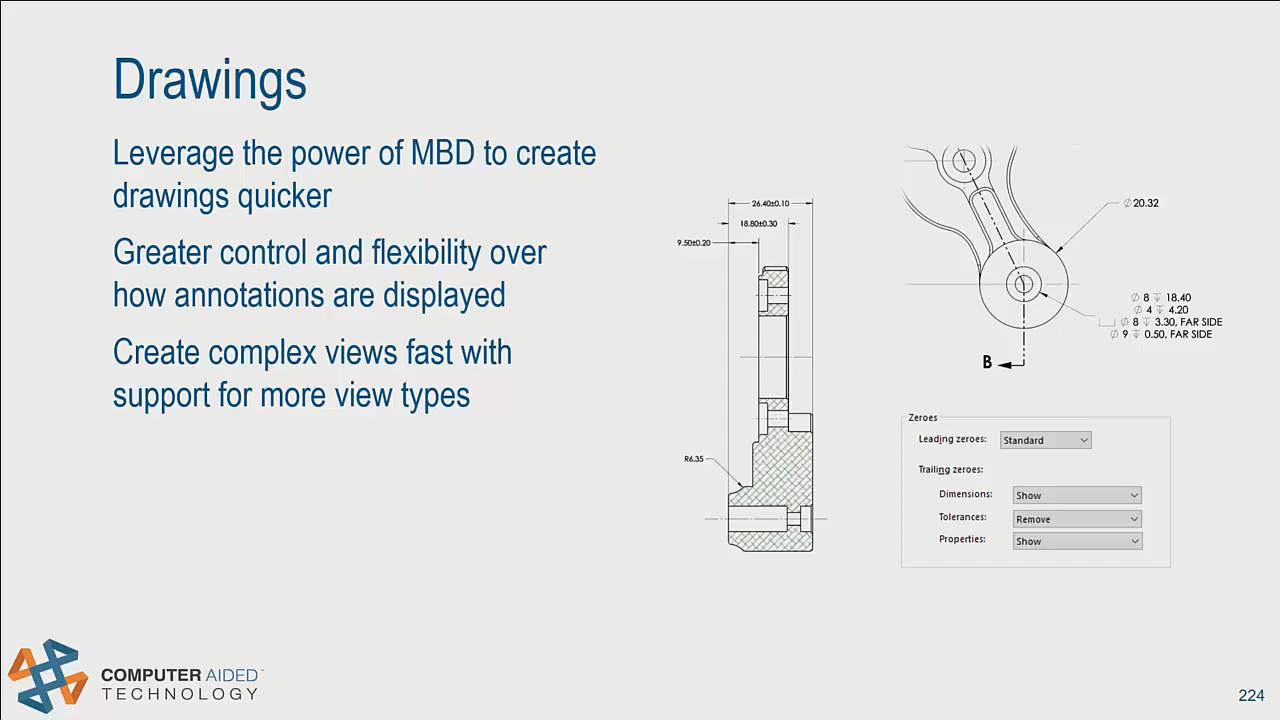 Drawings
Leverage the power of MBD to create
drawings quicker
Greater control and flexibility over
how annotations are displayed
Create complex views fast with
support for more view types
26.40±0.10
18.80±0.30
9.50±0.20
R6.35
∅20.32
∅ 8 ↧ 18.40
∅ 4 ↧ 4.20
⌴ ∅ 8 ↧ 3.30, FAR SIDE
∅ 9 ↧ 0.50, FAR SIDE
B
Zeroes
Leading zeroes: Standard
Trailing zeroes:
Dimensions: Show
Tolerances: Remove
Properties: Show
COMPUTER AIDED
TECHNOLOGY
224